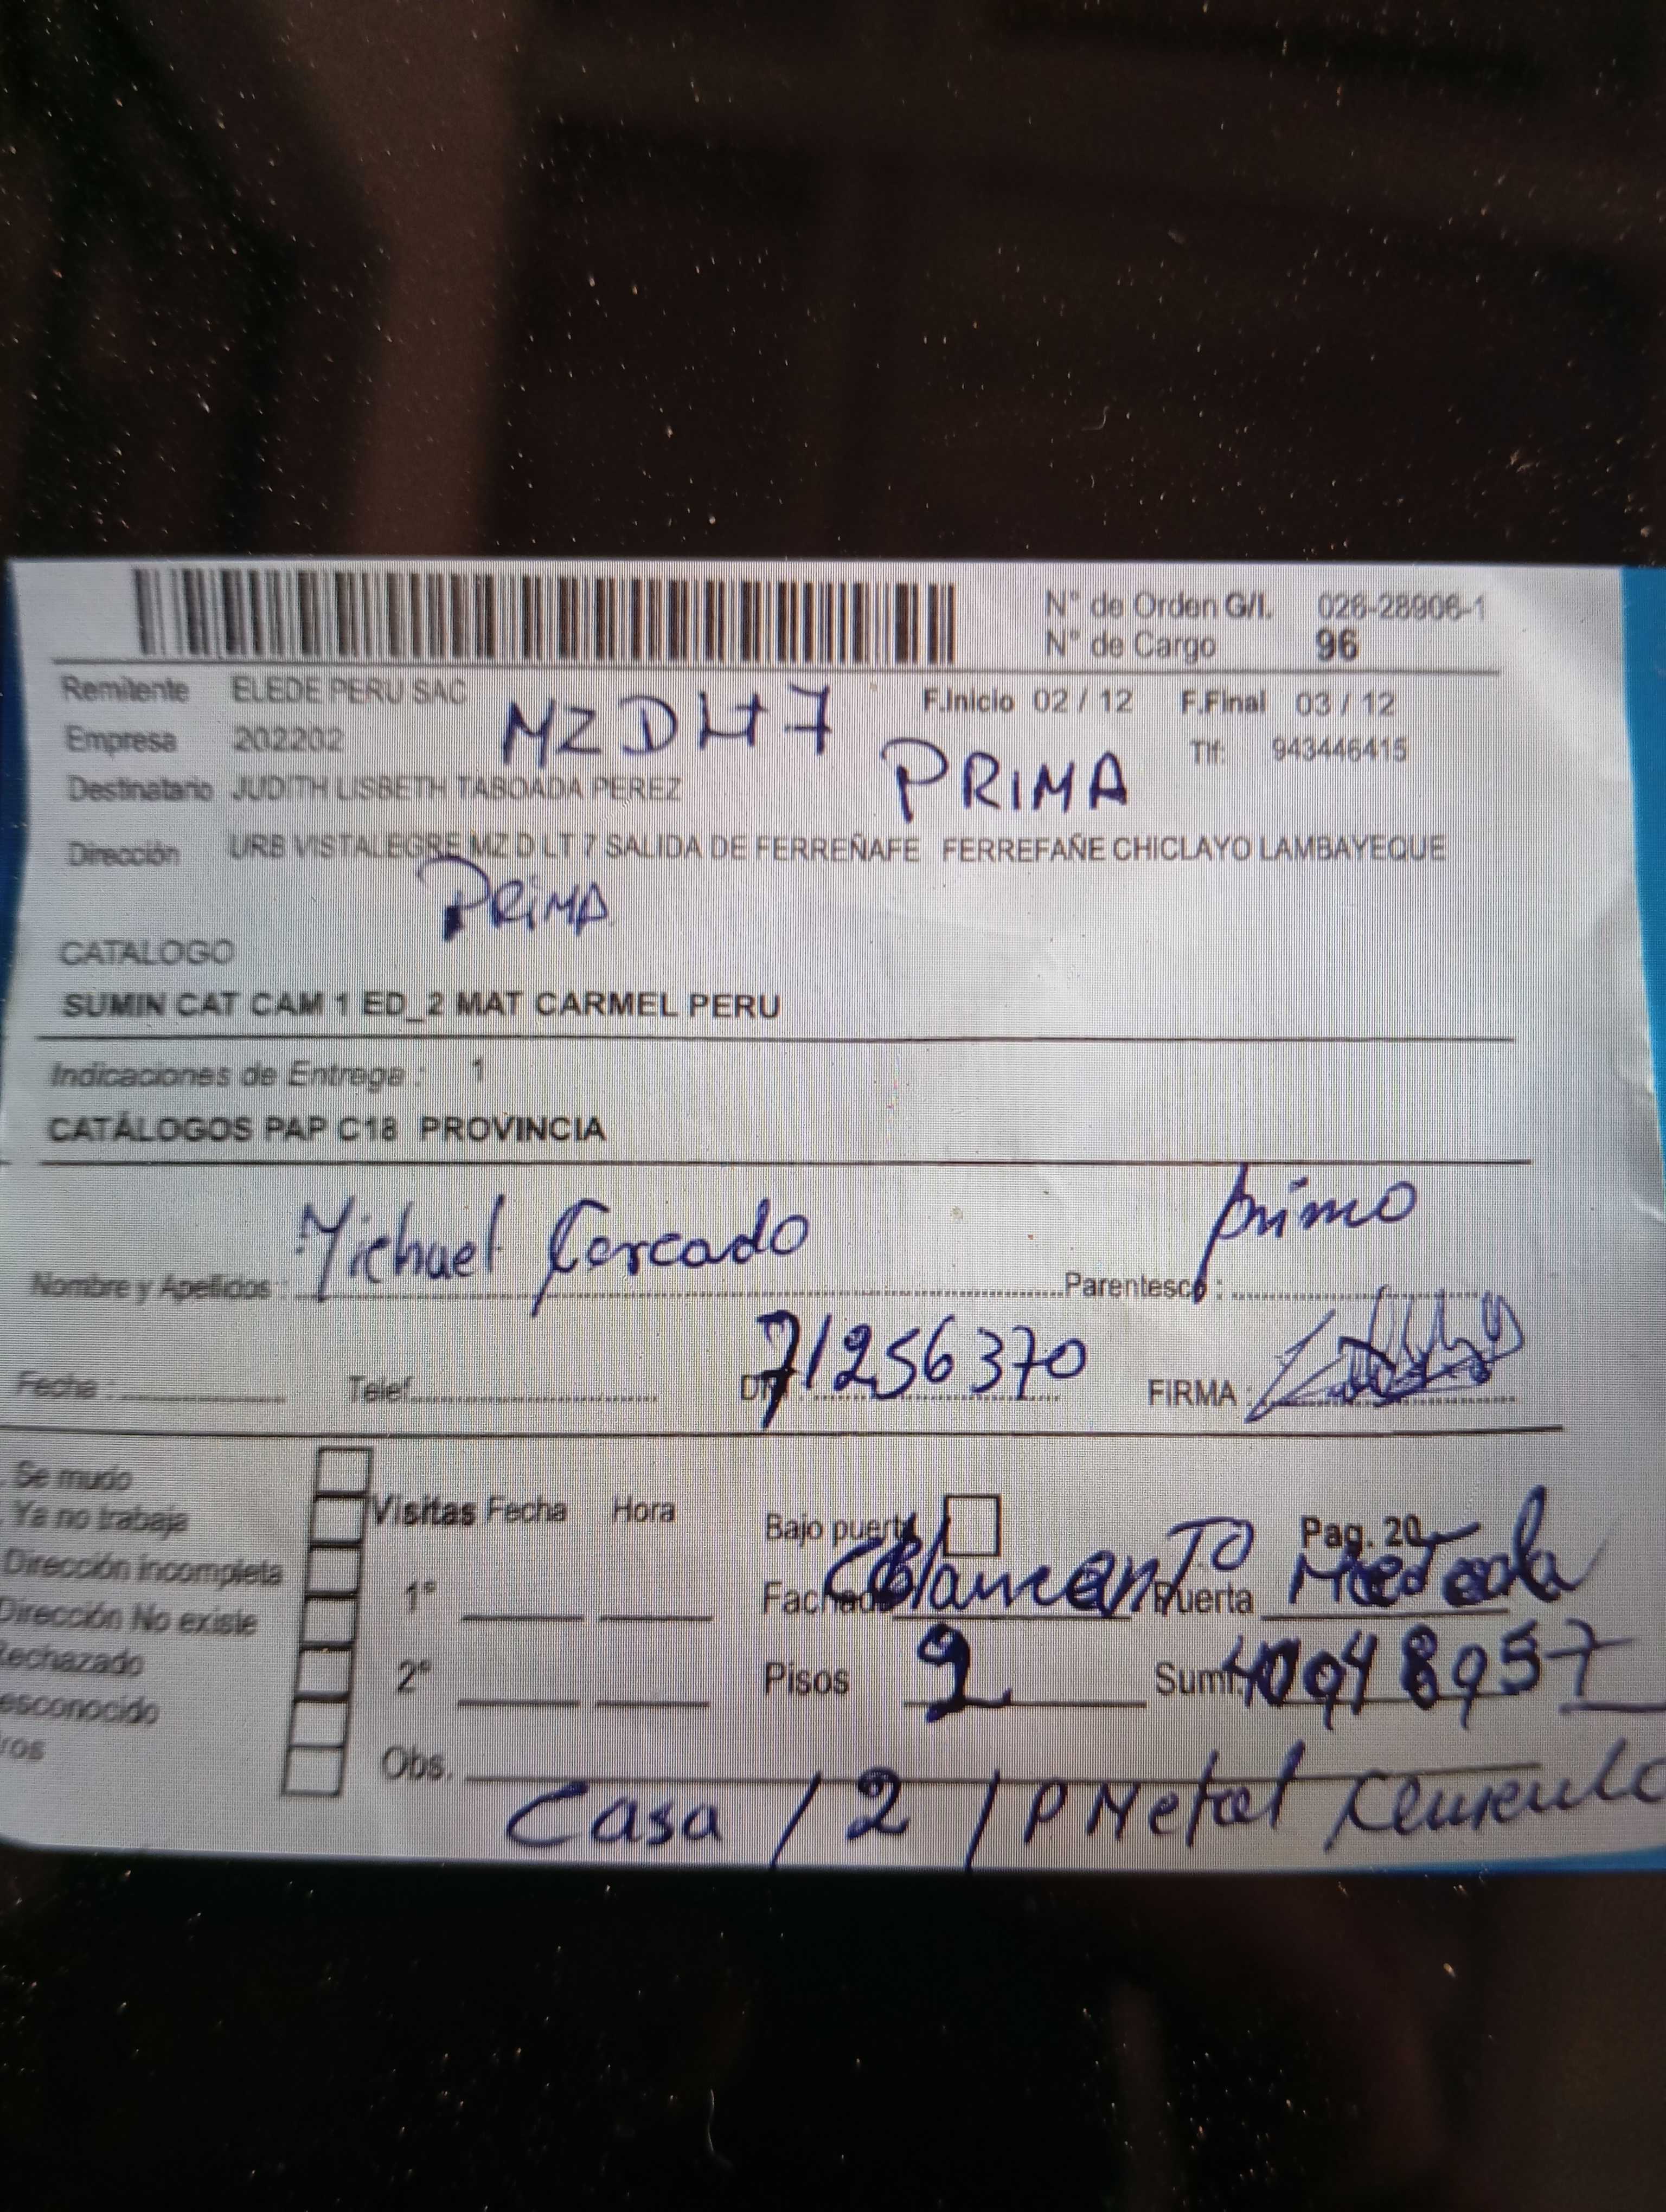 N° de Orden G/I. 026-28906-1
N° de Cargo 96
Remitente ELEDE PERU SAC
MZ D Lt 7
F.Inicio 02 / 12 F.Final 03 / 12
Empresa 202202
Tlf: 943446415
PRIMA
Destinatario JUDITH LISBETH TABOADA PEREZ
Dirección URB VISTALEGRE MZ D LT 7 SALIDA DE FERREÑAFE FERREFAÑE CHICLAYO LAMBAYEQUE
PRIMA
CATALOGO
SUMIN CAT CAM 1 ED_2 MAT CARMEL PERU
Indicaciones de Entrega : 1
CATÁLOGOS PAP C18 PROVINCIA
Nombre y Apellidos : Michael Cercado Parentesco : primo
Fecha : Telef. 71256370 FIRMA :
Se mudo
Ya no trabaja
Dirección incompleta
Dirección No existe
Rechazado
esconocido
ros
Visitas Fecha Hora
1°
2°
Bajo puerta Pag. 20
Fachada Puerta
Pisos 2 Sumi
Obs.
Casa / 2 / P Metal